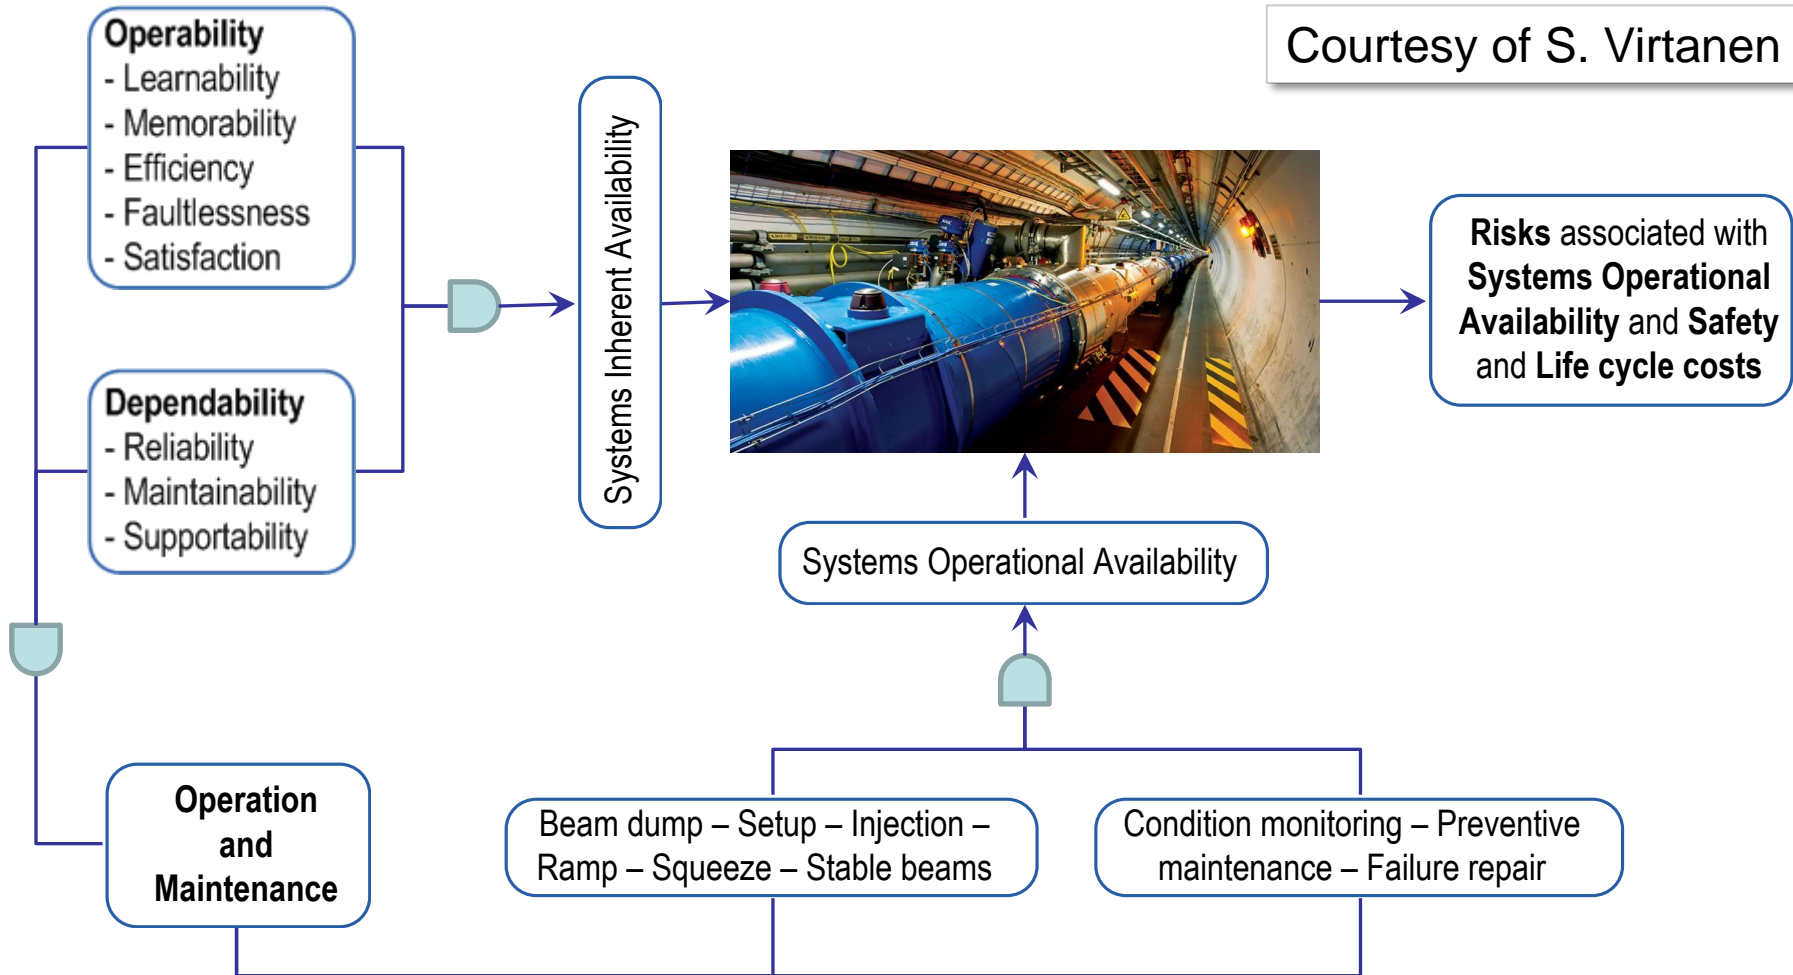 Courtesy of S. Virtanen
Operability
- Learnability
- Memorability
- Efficiency
- Faultlessness
- Satisfaction
Dependability
- Reliability
- Maintainability
- Supportability
Systems Inherent Availability
Risks associated with
Systems Operational
Availability and Safety
and Life cycle costs
Systems Operational Availability
Operation
and
Maintenance
Beam dump – Setup – Injection –
Ramp – Squeeze – Stable beams
Condition monitoring – Preventive
maintenance – Failure repair